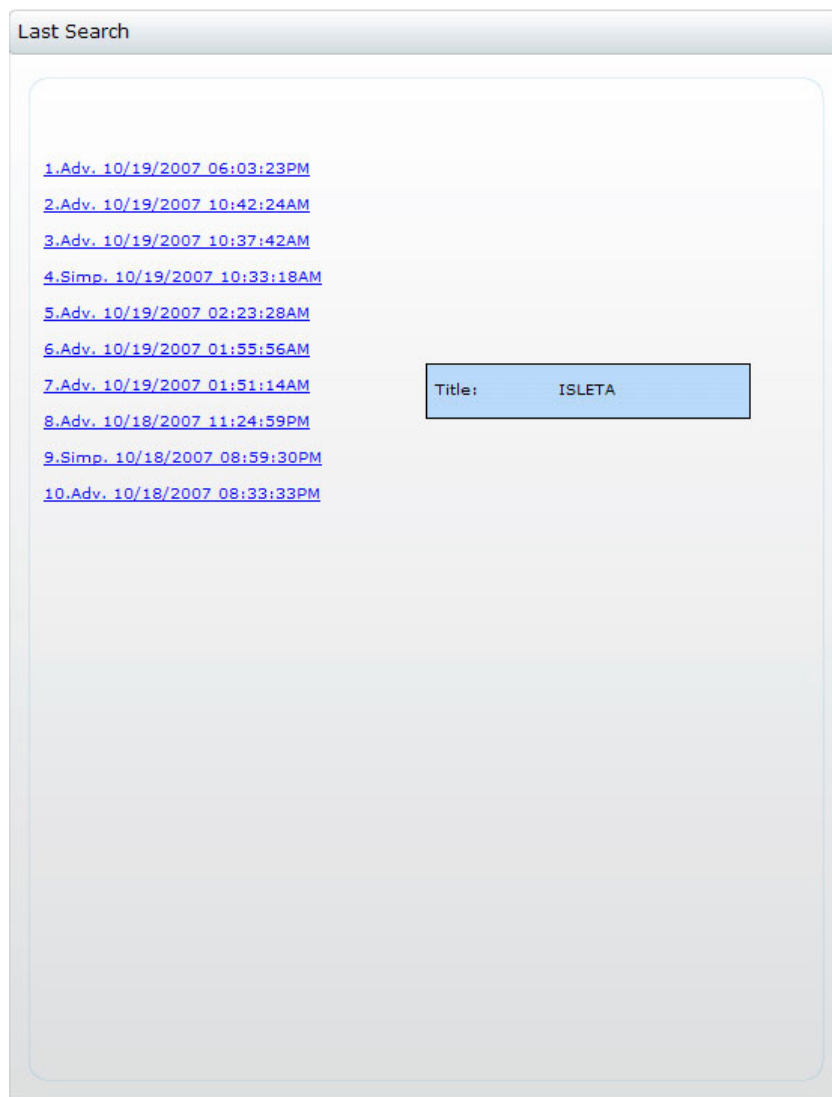 Last Search
1.Adv. 10/19/2007 06:03:23PM
2.Adv. 10/19/2007 10:42:24AM
3.Adv. 10/19/2007 10:37:42AM
4.Simp. 10/19/2007 10:33:18AM
5.Adv. 10/19/2007 02:23:28AM
6.Adv. 10/19/2007 01:55:56AM
7.Adv. 10/19/2007 01:51:14AM
Title: ISLETA
8.Adv. 10/18/2007 11:24:59PM
9.Simp. 10/18/2007 08:59:30PM
10.Adv. 10/18/2007 08:33:33PM